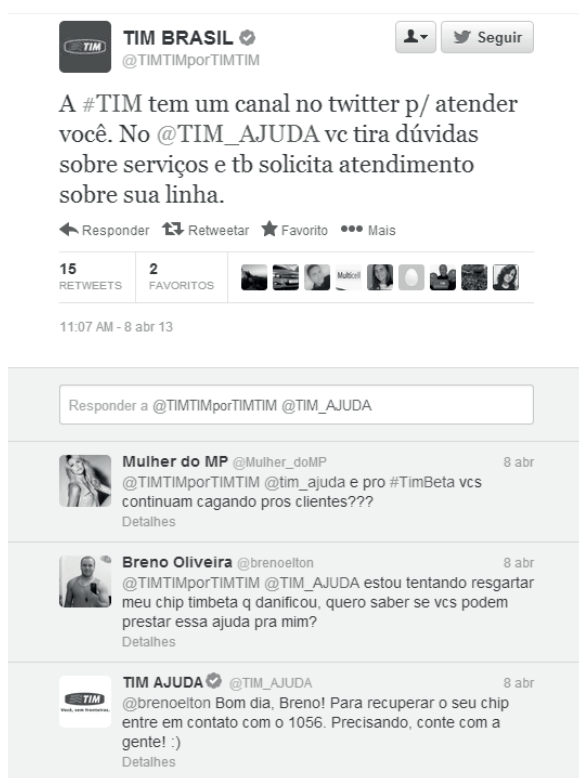 TIM
TIM BRASIL
@TIMTIMporTIMTIM
Seguir
A #TIM tem um canal no twitter p/ atender
você. No @TIM_AJUDA vc tira dúvidas
sobre serviços e tb solicita atendimento
sobre sua linha.
Responder Retweetar Favorito Mais
15 RETWEETS
2 FAVORITOS
Multicell
11:07 AM - 8 abr 13
Responder a @TIMTIMporTIMTIM @TIM_AJUDA
Mulher do MP @Mulher_doMP 8 abr
@TIMTIMporTIMTIM @tim_ajuda e pro #TimBeta vcs
continuam cagando pros clientes???
Detalhes
Breno Oliveira @brenoelton 8 abr
@TIMTIMporTIMTIM @TIM_AJUDA estou tentando resgartar
meu chip timbeta q danificou, quero saber se vcs podem
prestar essa ajuda pra mim?
Detalhes
TIM
Você, sem fronteiras.
TIM AJUDA @TIM_AJUDA 8 abr
@brenoelton Bom dia, Breno! Para recuperar o seu chip
entre em contato com o 1056. Precisando, conte com a
gente! :)
Detalhes